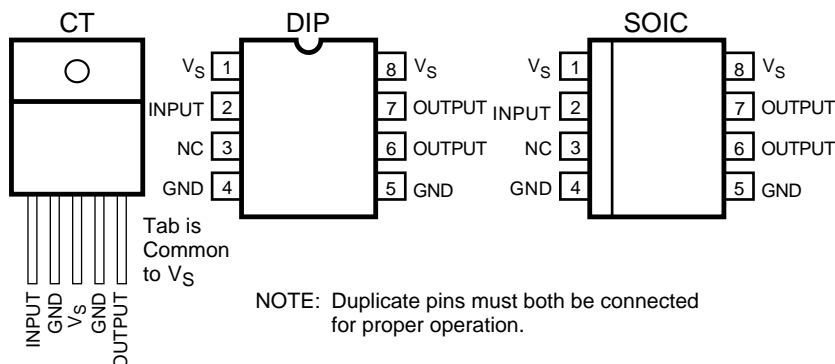 CT
DIP
SOIC
VS 1
8 VS
INPUT 2
7 OUTPUT
NC 3
6 OUTPUT
GND 4
5 GND
VS 1
8 VS
INPUT 2
7 OUTPUT
NC 3
6 OUTPUT
GND 4
5 GND
Tab is
Common
to VS
INPUT
GND
VS
GND
OUTPUT
NOTE: Duplicate pins must both be connected
for proper operation.